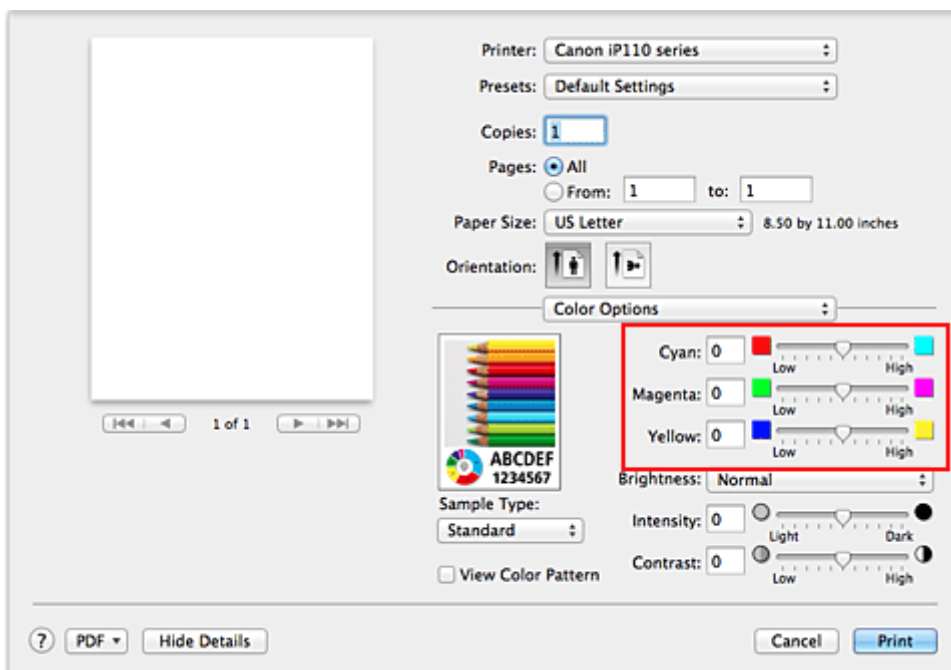 Printer: Canon iP110 series
Presets: Default Settings
Copies: 1
Pages: All
From: 1 to: 1
Paper Size: US Letter 8.50 by 11.00 inches
Orientation:
Color Options
Cyan: 0
Low High
Magenta: 0
Low High
Yellow: 0
Low High
1 of 1
ABCDEF
1234567
Brightness: Normal
Sample Type:
Standard
Intensity: 0
Light Dark
Contrast: 0
Low High
View Color Pattern
? PDF Hide Details Cancel Print